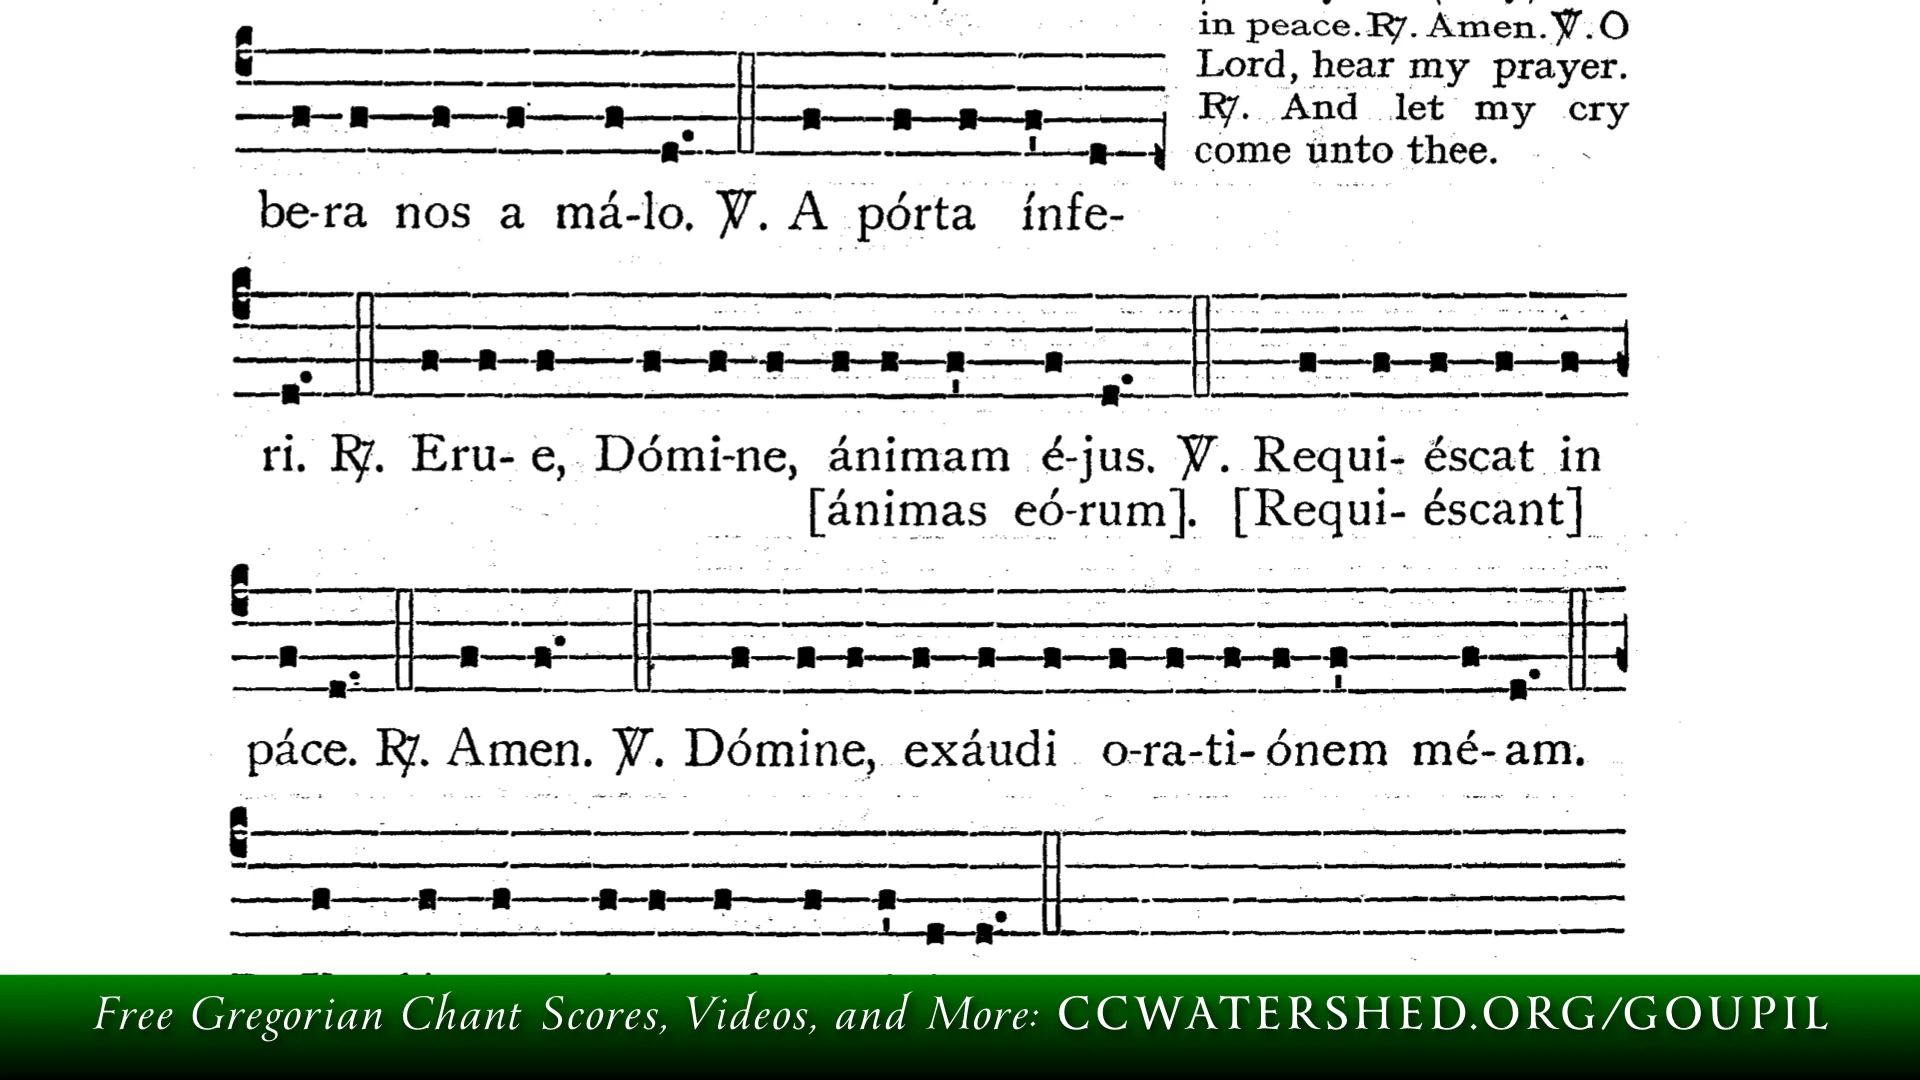 in peace. ℟. Amen. ℣. O
Lord, hear my prayer.
℟. And let my cry
come unto thee.
be-ra nos a má-lo. ℣. A pórta ínfe-
ri. ℟. Eru- e, Dómi-ne, ánimam é-jus. ℣. Requi- éscat in
[ánimas eó-rum]. [Requi- éscant]
páce. ℟. Amen. ℣. Dómine, exáudi o-ra-ti- ónem mé- am.
Free Gregorian Chant Scores, Videos, and More: CCWATERSHED.ORG/GOUPIL